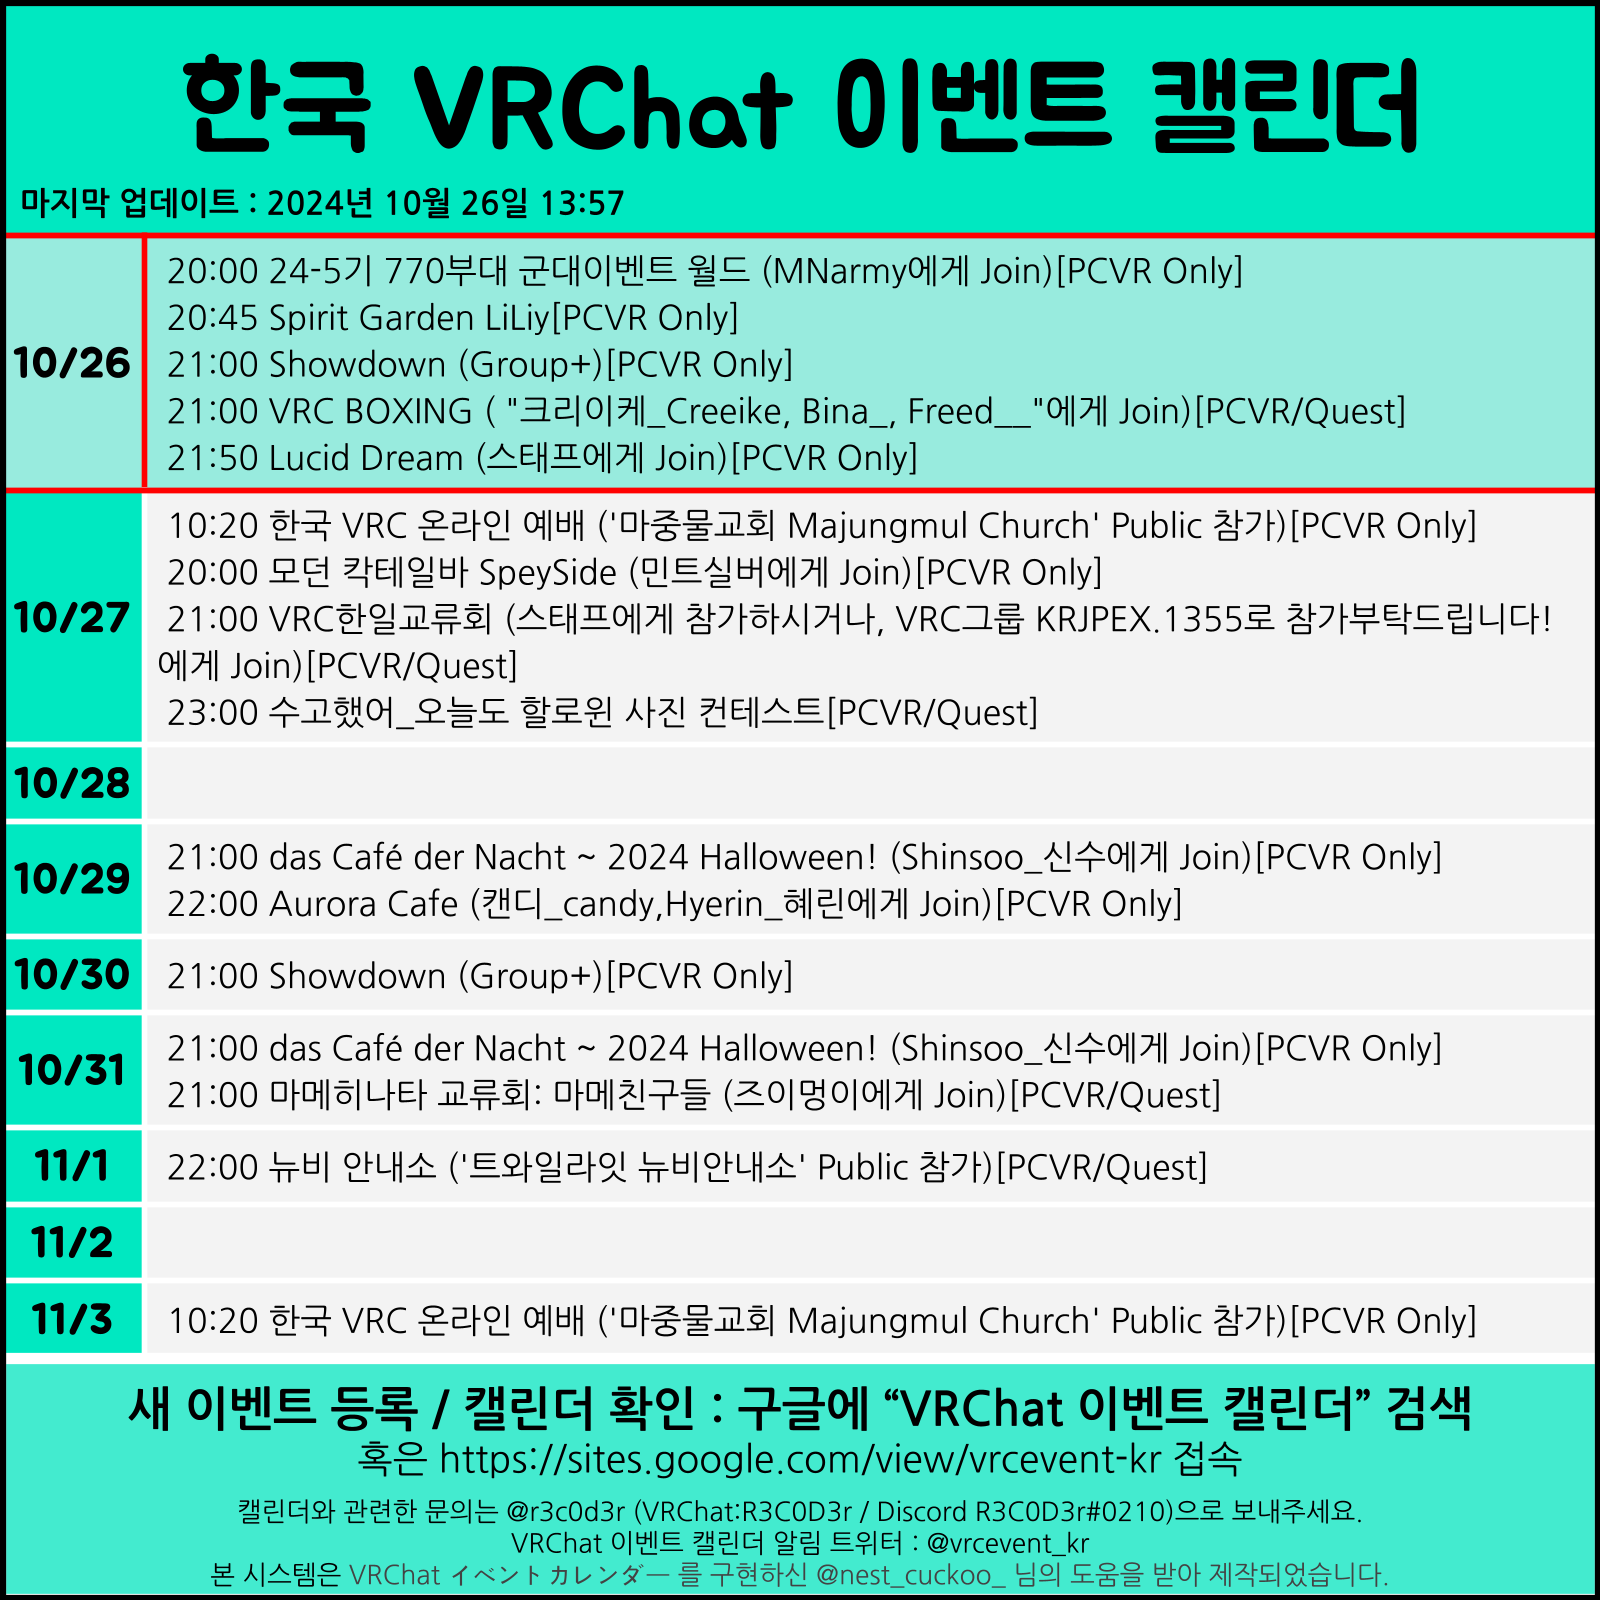 한국 VRChat 이벤트 캘린더
마지막 업데이트 : 2024년 10월 26일 13:57
10/26
20:00 24-5기 770부대 군대이벤트 월드 (MNarmy에게 Join)[PCVR Only]
20:45 Spirit Garden LiLiy[PCVR Only]
21:00 Showdown (Group+)[PCVR Only]
21:00 VRC BOXING ( "크리이케_Creeike, Bina_, Freed__"에게 Join)[PCVR/Quest]
21:50 Lucid Dream (스태프에게 Join)[PCVR Only]
10/27
10:20 한국 VRC 온라인 예배 ('마중물교회 Majungmul Church' Public 참가)[PCVR Only]
20:00 모던 칵테일바 SpeySide (민트실버에게 Join)[PCVR Only]
21:00 VRC한일교류회 (스태프에게 참가하시거나, VRC그룹 KRJPEX.1355로 참가부탁드립니다!
에게 Join)[PCVR/Quest]
23:00 수고했어_오늘도 할로윈 사진 컨테스트[PCVR/Quest]
10/28
10/29
21:00 das Café der Nacht ~ 2024 Halloween! (Shinsoo_신수에게 Join)[PCVR Only]
22:00 Aurora Cafe (캔디_candy,Hyerin_혜린에게 Join)[PCVR Only]
10/30
21:00 Showdown (Group+)[PCVR Only]
10/31
21:00 das Café der Nacht ~ 2024 Halloween! (Shinsoo_신수에게 Join)[PCVR Only]
21:00 마메히나타 교류회: 마메친구들 (즈이멍이에게 Join)[PCVR/Quest]
11/1
22:00 뉴비 안내소 ('트와일라잇 뉴비안내소' Public 참가)[PCVR/Quest]
11/2
11/3
10:20 한국 VRC 온라인 예배 ('마중물교회 Majungmul Church' Public 참가)[PCVR Only]
새 이벤트 등록 / 캘린더 확인 : 구글에 “VRChat 이벤트 캘린더” 검색
혹은 https://sites.google.com/view/vrcevent-kr 접속
캘린더와 관련한 문의는 @r3c0d3r (VRChat:R3C0D3r / Discord R3C0D3r#0210)으로 보내주세요.
VRChat 이벤트 캘린더 알림 트위터 : @vrcevent_kr
본 시스템은 VRChat イベントカレンダー 를 구현하신 @nest_cuckoo_ 님의 도움을 받아 제작되었습니다.